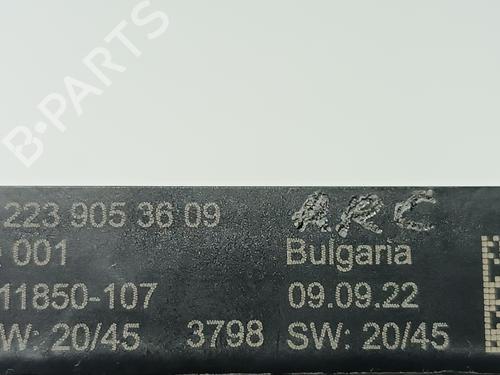 B-PARTS
223 905 36 09 ARC
001 Bulgaria
11850-107 09.09.22
W: 20/45 3798 SW: 20/45